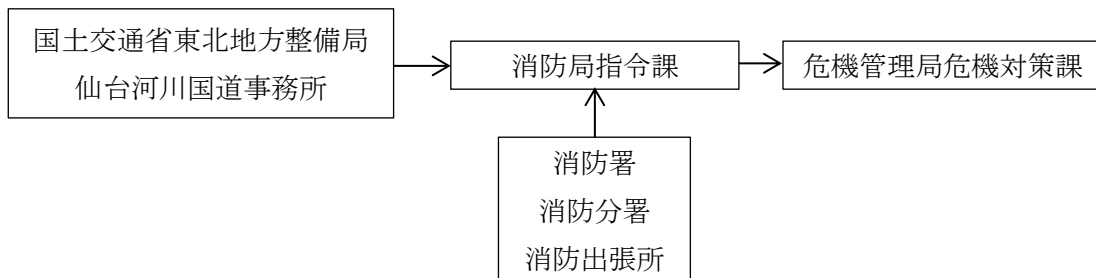 国土交通省東北地方整備局
仙台河川国道事務所
消防局指令課
危機管理局危機対策課
消防署
消防分署
消防出張所